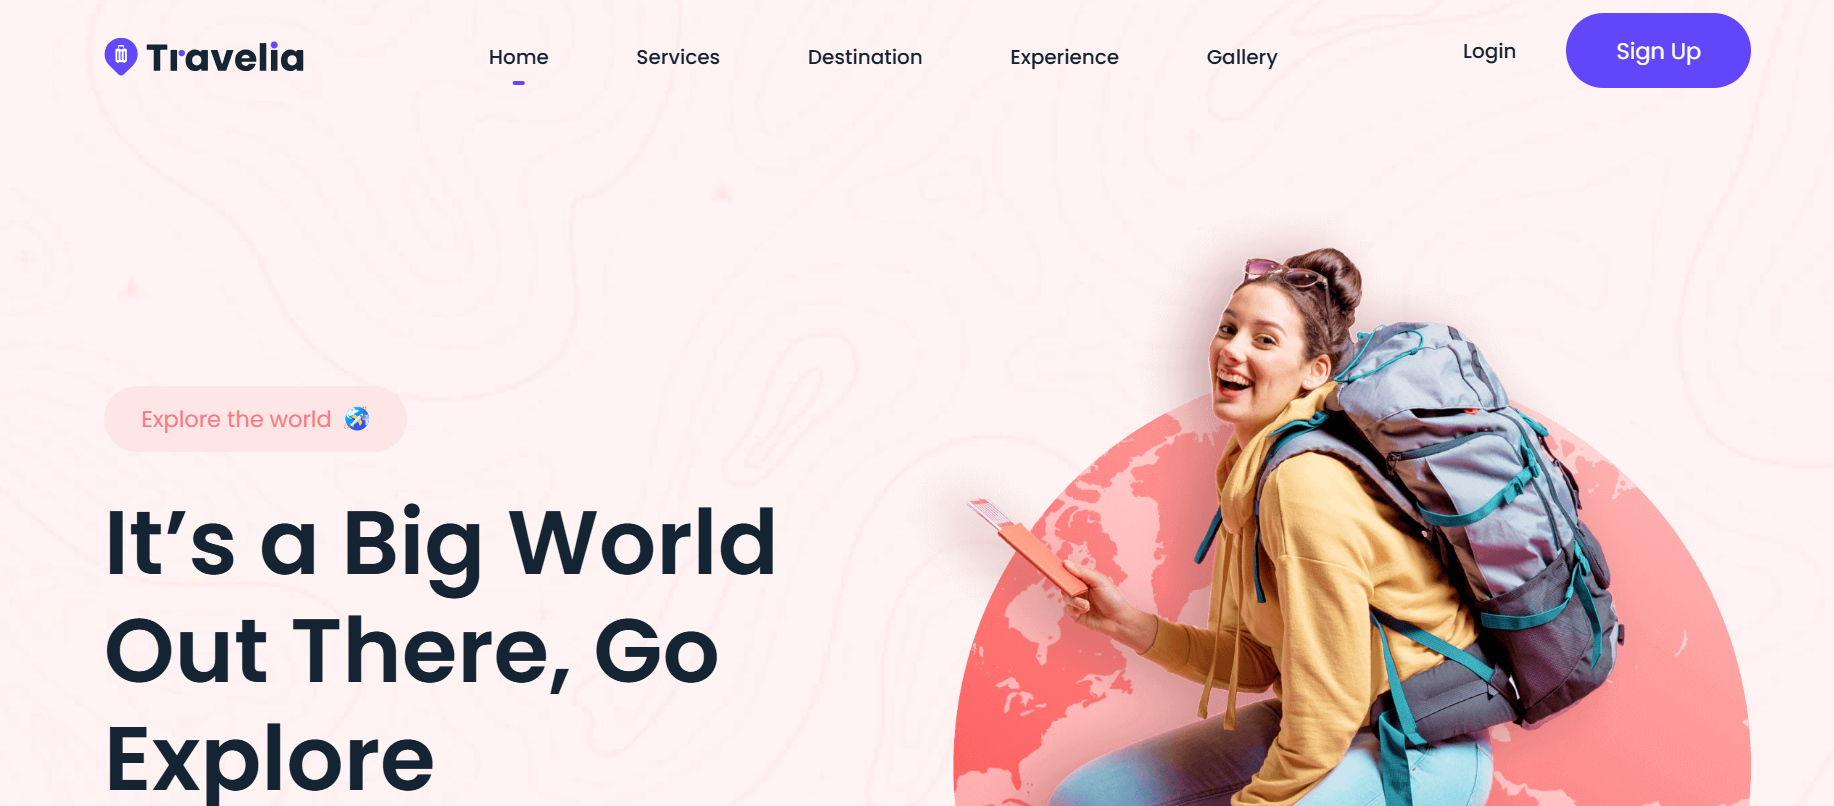 Travelia
Home Services Destination Experience Gallery
Login Sign Up
Explore the world
It’s a Big World
Out There, Go
Explore